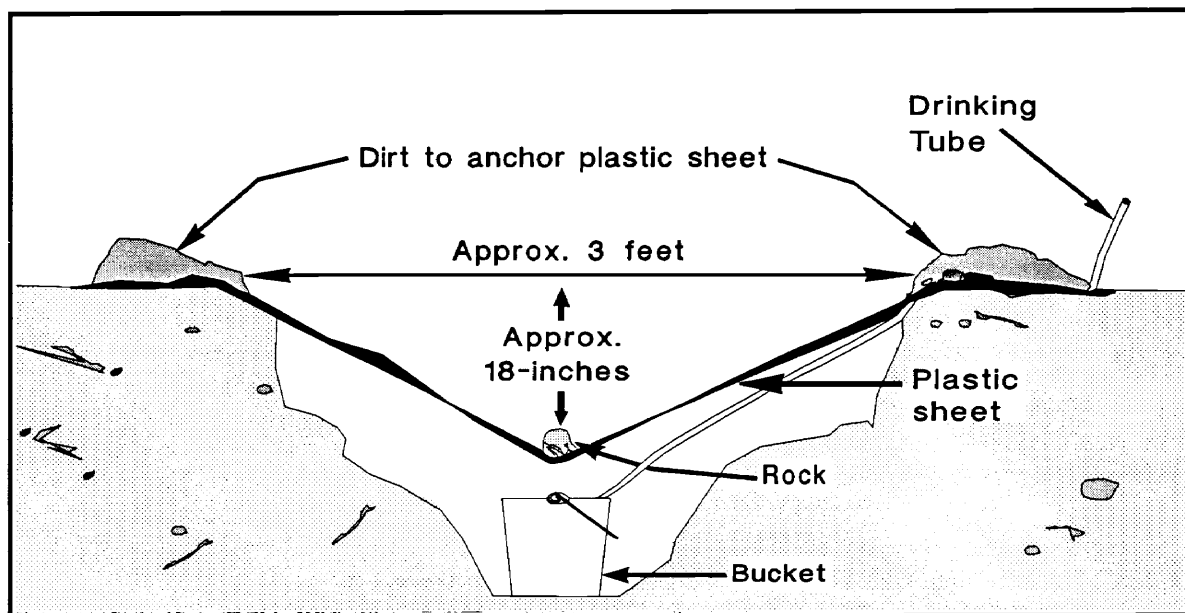 Drinking
Tube
Dirt to anchor plastic sheet
Approx. 3 feet
Approx.
18-inches
Plastic
sheet
Rock
Bucket